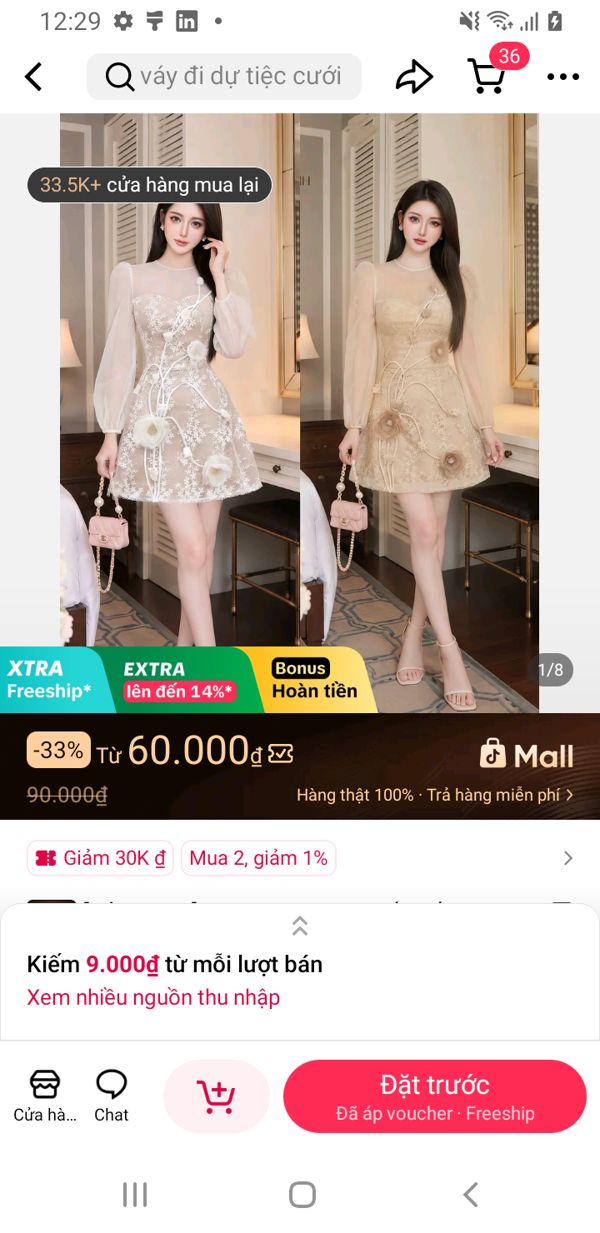 12:29
váy đi dự tiệc cưới
36
33.5K+ cửa hàng mua lại
XTRA
Freeship*
EXTRA
lên đến 14%*
Bonus
Hoàn tiền
1/8
-33% Từ 60.000₫
Mall
90.000₫
Hàng thật 100% · Trả hàng miễn phí >
Giảm 30K ₫
Mua 2, giảm 1%
Kiếm 9.000₫ từ mỗi lượt bán
Xem nhiều nguồn thu nhập
Cửa hà...
Chat
Đặt trước
Đã áp voucher · Freeship